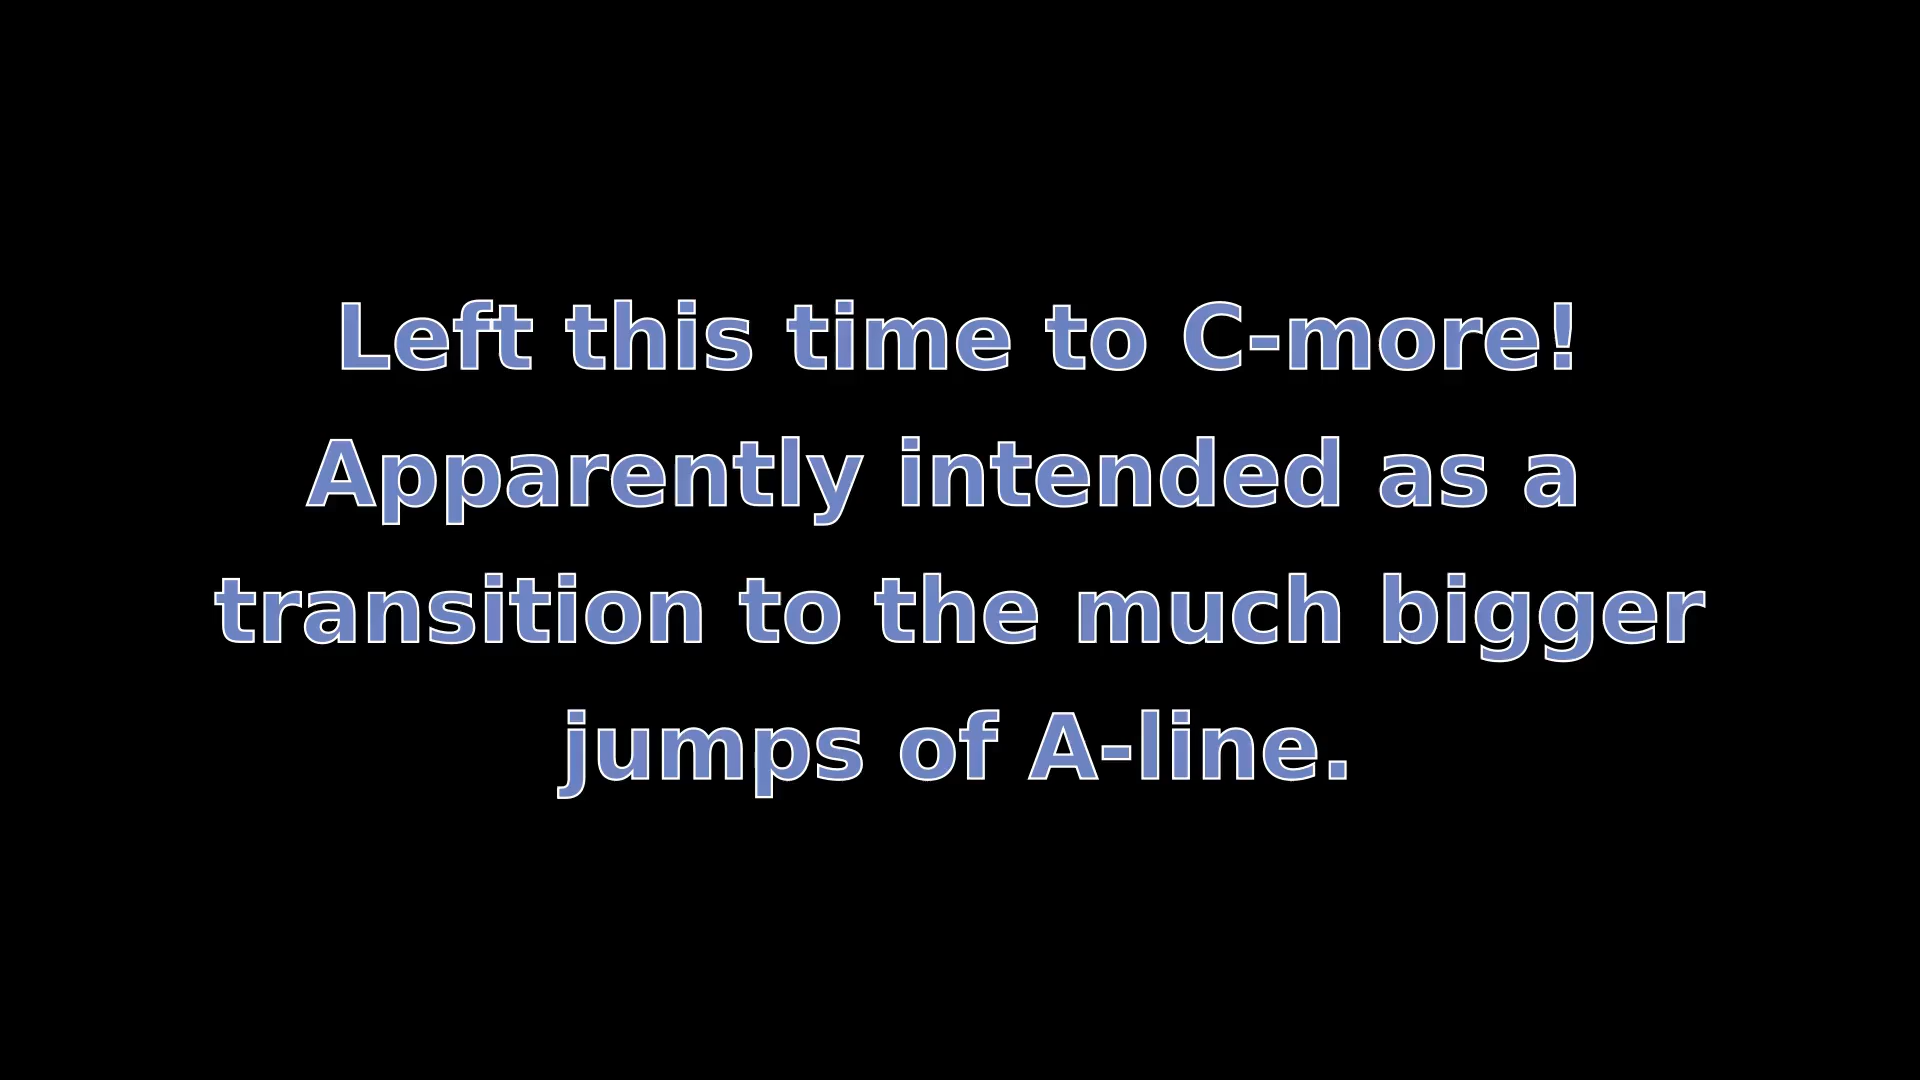 Left this time to C-more!
Apparently intended as a
transition to the much bigger
jumps of A-line.